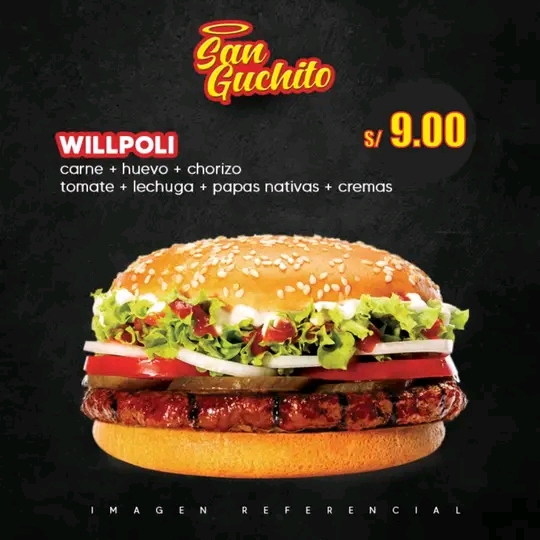 San
Guchito
S/ 9.00
WILLPOLI
carne + huevo + chorizo
tomate + lechuga + papas nativas + cremas
IMAGEN REFERENCIAL